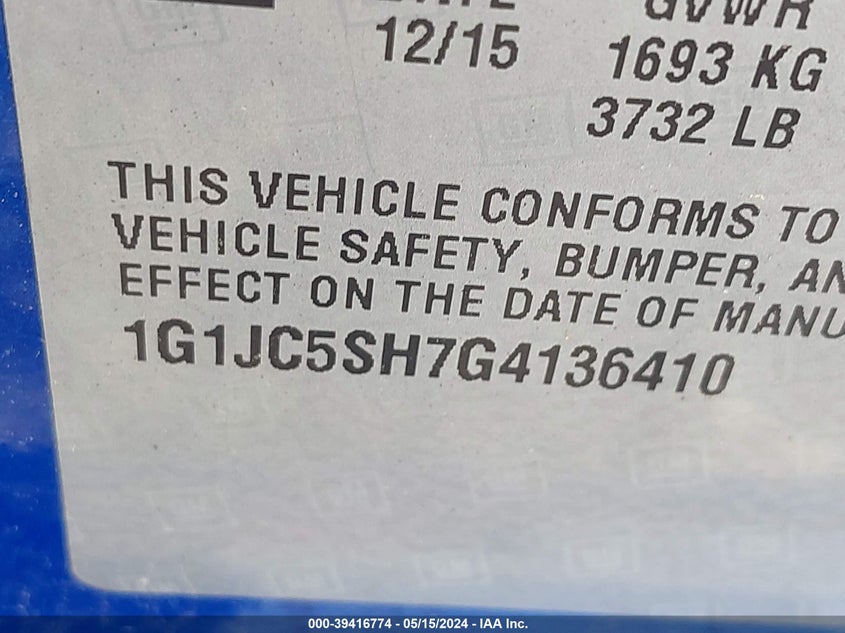 DATE GVWR
12/15 1693 KG
3732 LB
THIS VEHICLE CONFORMS TO
VEHICLE SAFETY, BUMPER, AN
EFFECT ON THE DATE OF MANU
1G1JC5SH7G4136410
000-39416774 - 05/15/2024 - IAA Inc.